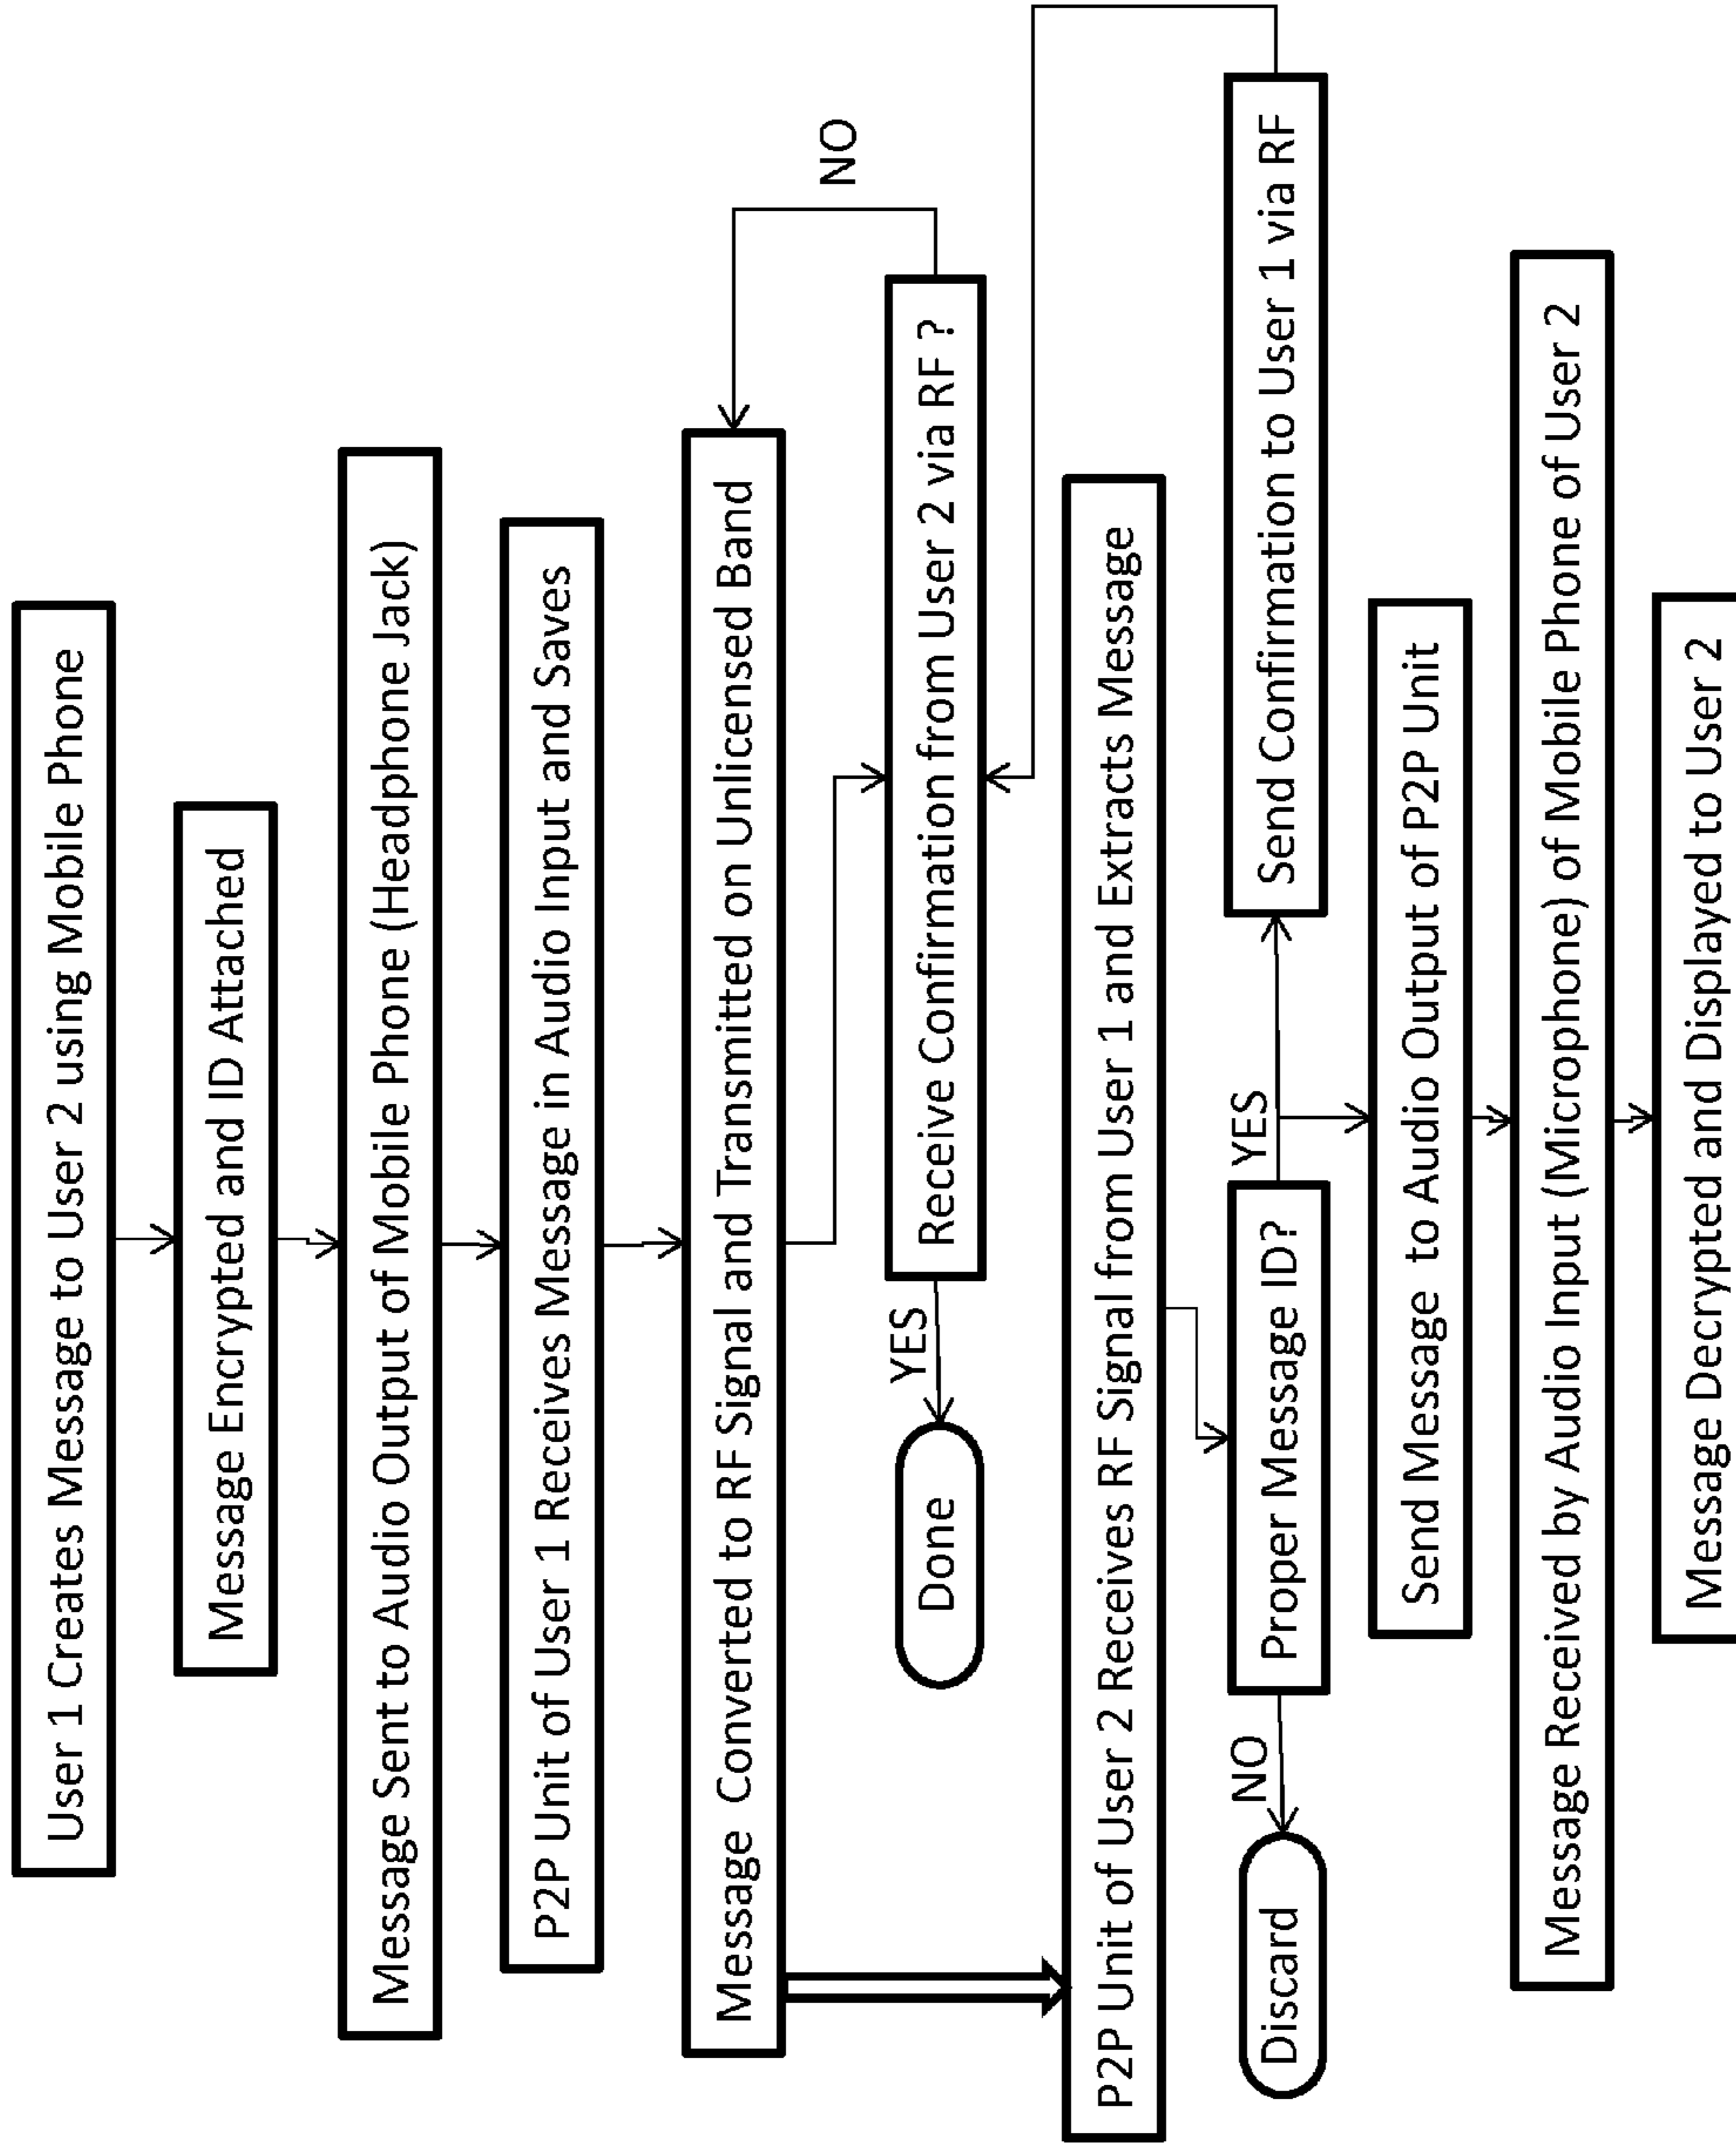 User 1 Creates Message to User 2 using Mobile Phone
Message Encrypted and ID Attached
Message Sent to Audio Output of Mobile Phone (Headphone Jack)
P2P Unit of User 1 Receives Message in Audio Input and Saves
Message Converted to RF Signal and Transmitted on Unlicensed Band
NO
Receive Confirmation from User 2 via RF ?
YES
Done
P2P Unit of User 2 Receives RF Signal from User 1 and Extracts Message
Proper Message ID?
NO
Discard
YES
Send Confirmation to User 1 via RF
Send Message to Audio Output of P2P Unit
Message Received by Audio Input (Microphone) of Mobile Phone of User 2
Message Decrypted and Displayed to User 2